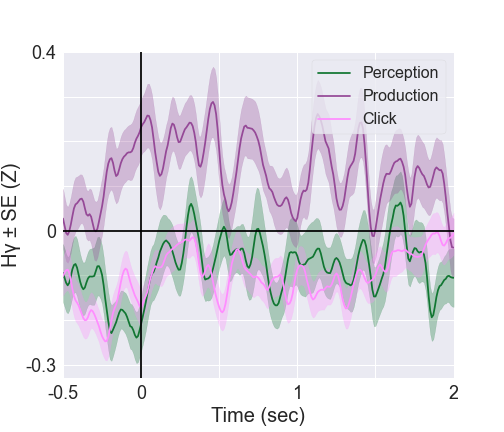 0.4
Perception
Production
Click
Hγ ± SE (Z)
0
-0.3
-0.5
0
1
2
Time (sec)